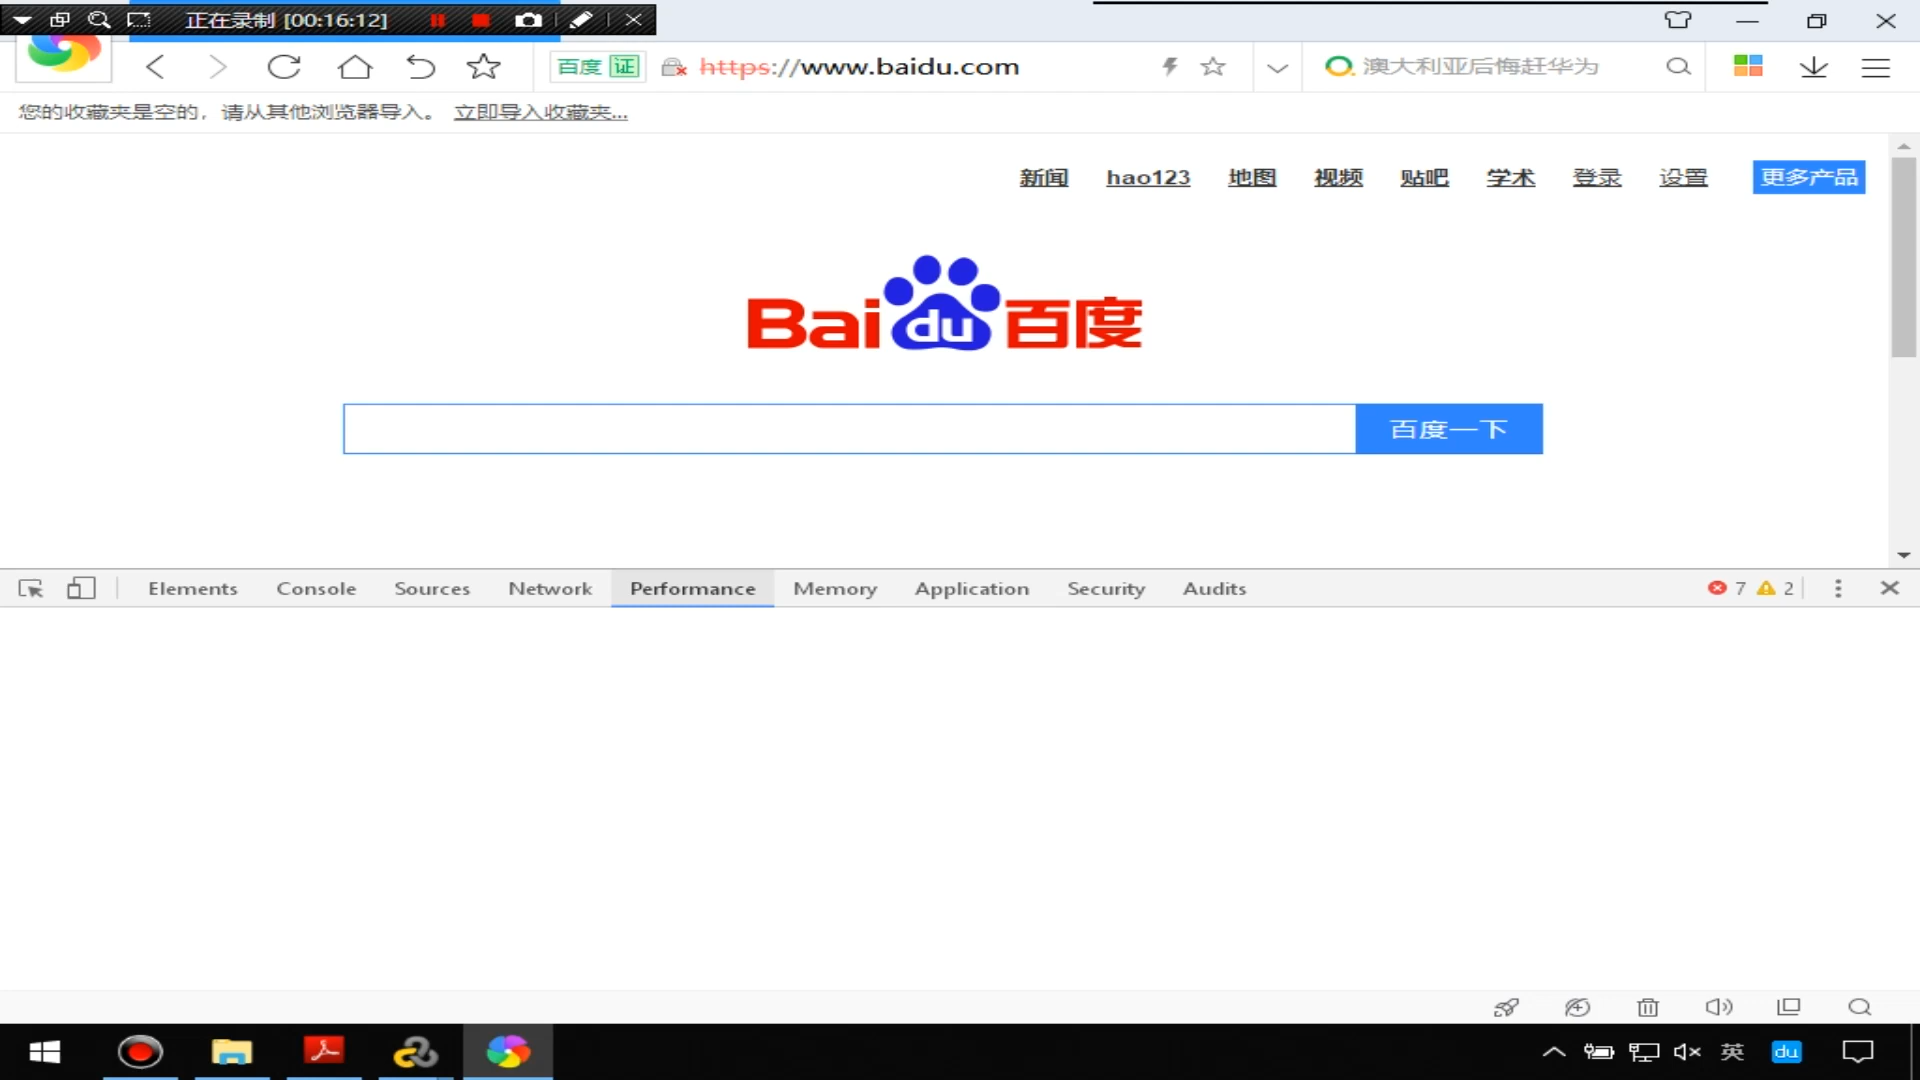 正在录制 [00:16:12]
百度 证 https://www.baidu.com 澳大利亚后悔赶华为
您的收藏夹是空的，请从其他浏览器导入。 立即导入收藏夹...
新闻 hao123 地图 视频 贴吧 学术 登录 设置 更多产品
Bai du 百度
百度一下
Elements Console Sources Network Performance Memory Application Security Audits 7 2
英 du